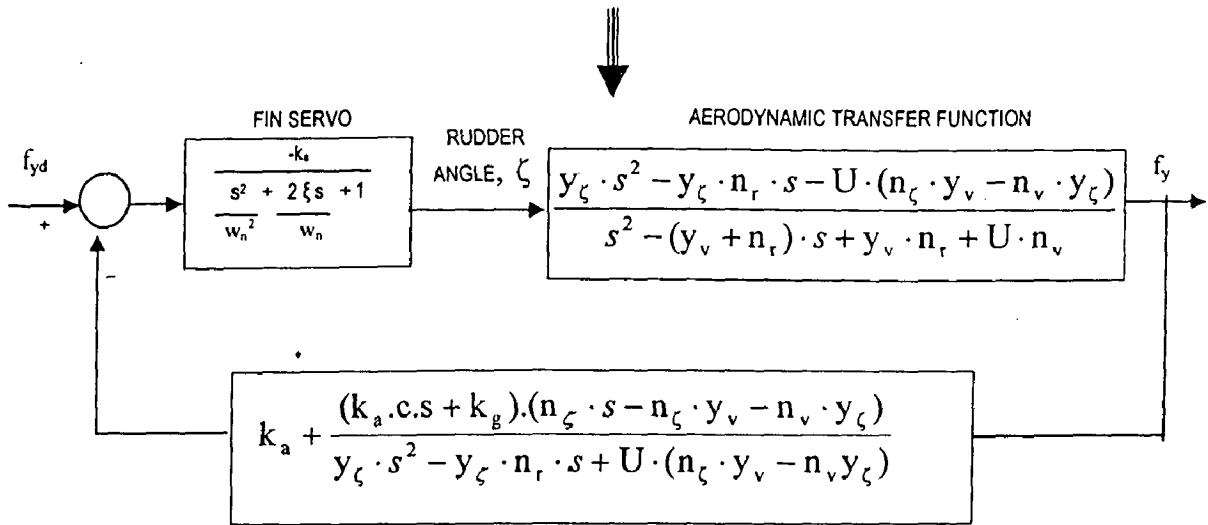 FIN SERVO
AERODYNAMIC TRANSFER FUNCTION
RUDDER
ANGLE, ζ
f_yd
+
-
-k_s
s² / w_n² + 2ξs / w_n + 1
y_ζ · s² − y_ζ · n_r · s − U · (n_ζ · y_v − n_v · y_ζ)
s² − (y_v + n_r) · s + y_v · n_r + U · n_v
f_y
k_a + (k_a.c.s + k_g).(n_ζ · s − n_ζ · y_v − n_v · y_ζ)
y_ζ · s² − y_ζ · n_r · s + U · (n_ζ · y_v − n_v y_ζ)